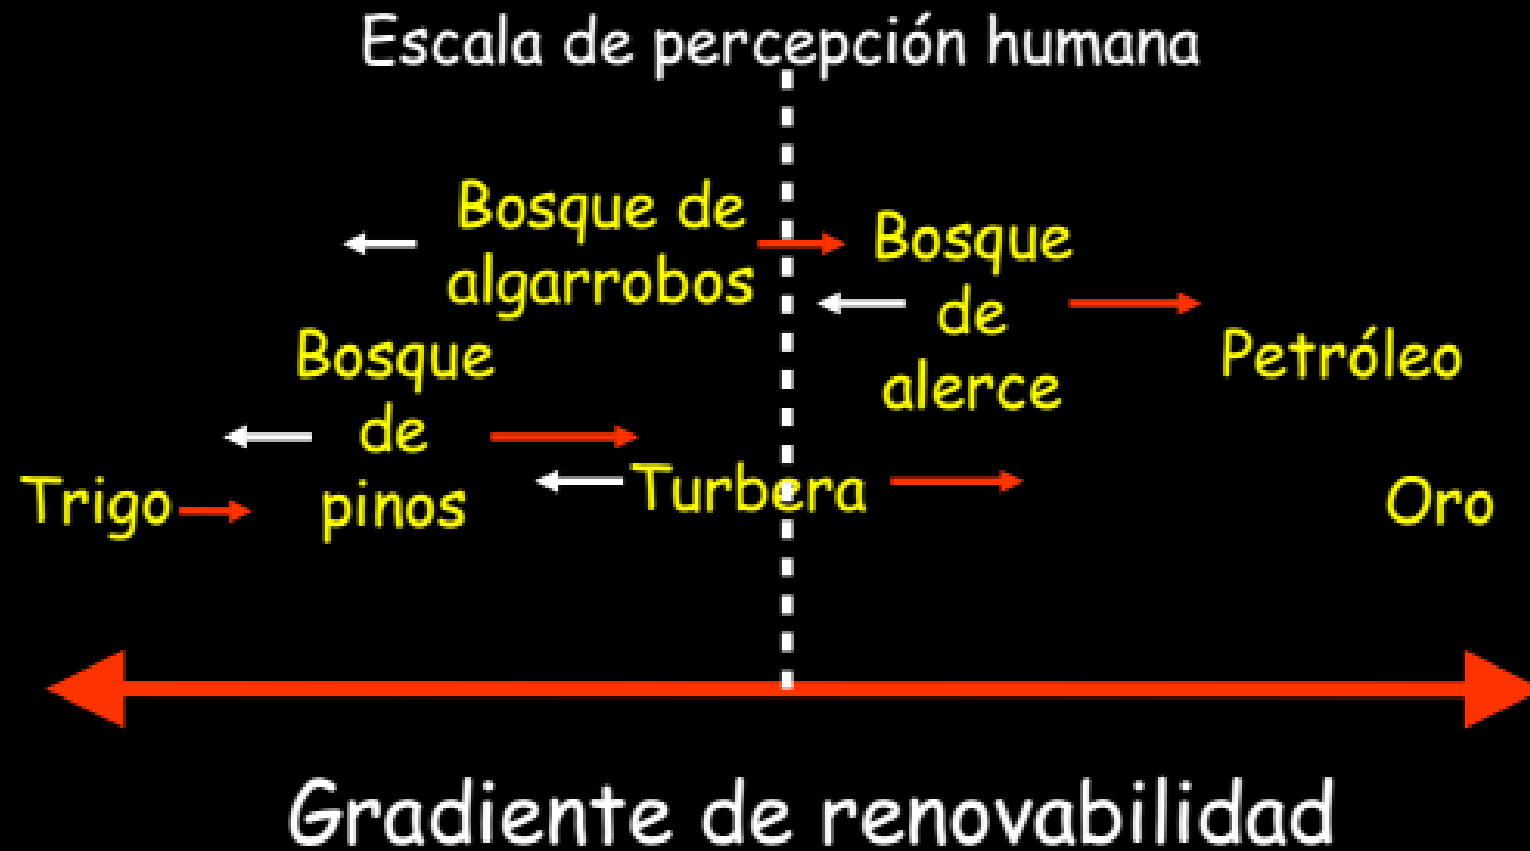 Escala de percepción humana
Bosque de
algarrobos
Bosque
de
alerce
Bosque
de
pinos
Petróleo
Trigo
Turbera
Oro
Gradiente de renovabilidad